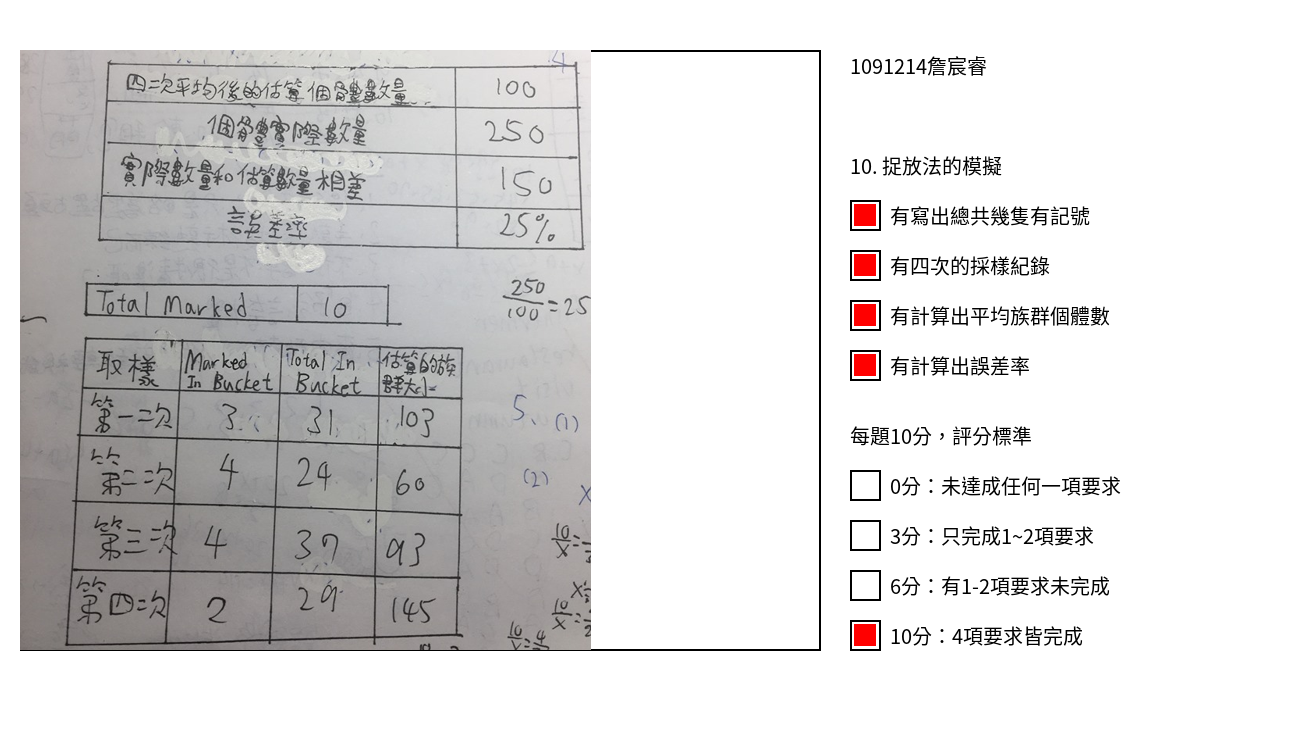 4
四次平均後的估算個體數量 100
個體實際數量 250
實際數量和估算數量相差 150
誤差率 25%
Total Marked 10
250
100
=25
取樣 Marked In Bucket Total In Bucket 估算的族群大小
第一次 3 31 103
第二次 4 24 60
第三次 4 37 93
第四次 2 29 145
5. (1)
(2)
1091214詹宸睿
10. 捉放法的模擬
有寫出總共幾隻有記號
有四次的採樣紀錄
有計算出平均族群個體數
有計算出誤差率
每題10分，評分標準
0分：未達成任何一項要求
3分：只完成1~2項要求
6分：有1-2項要求未完成
10分：4項要求皆完成